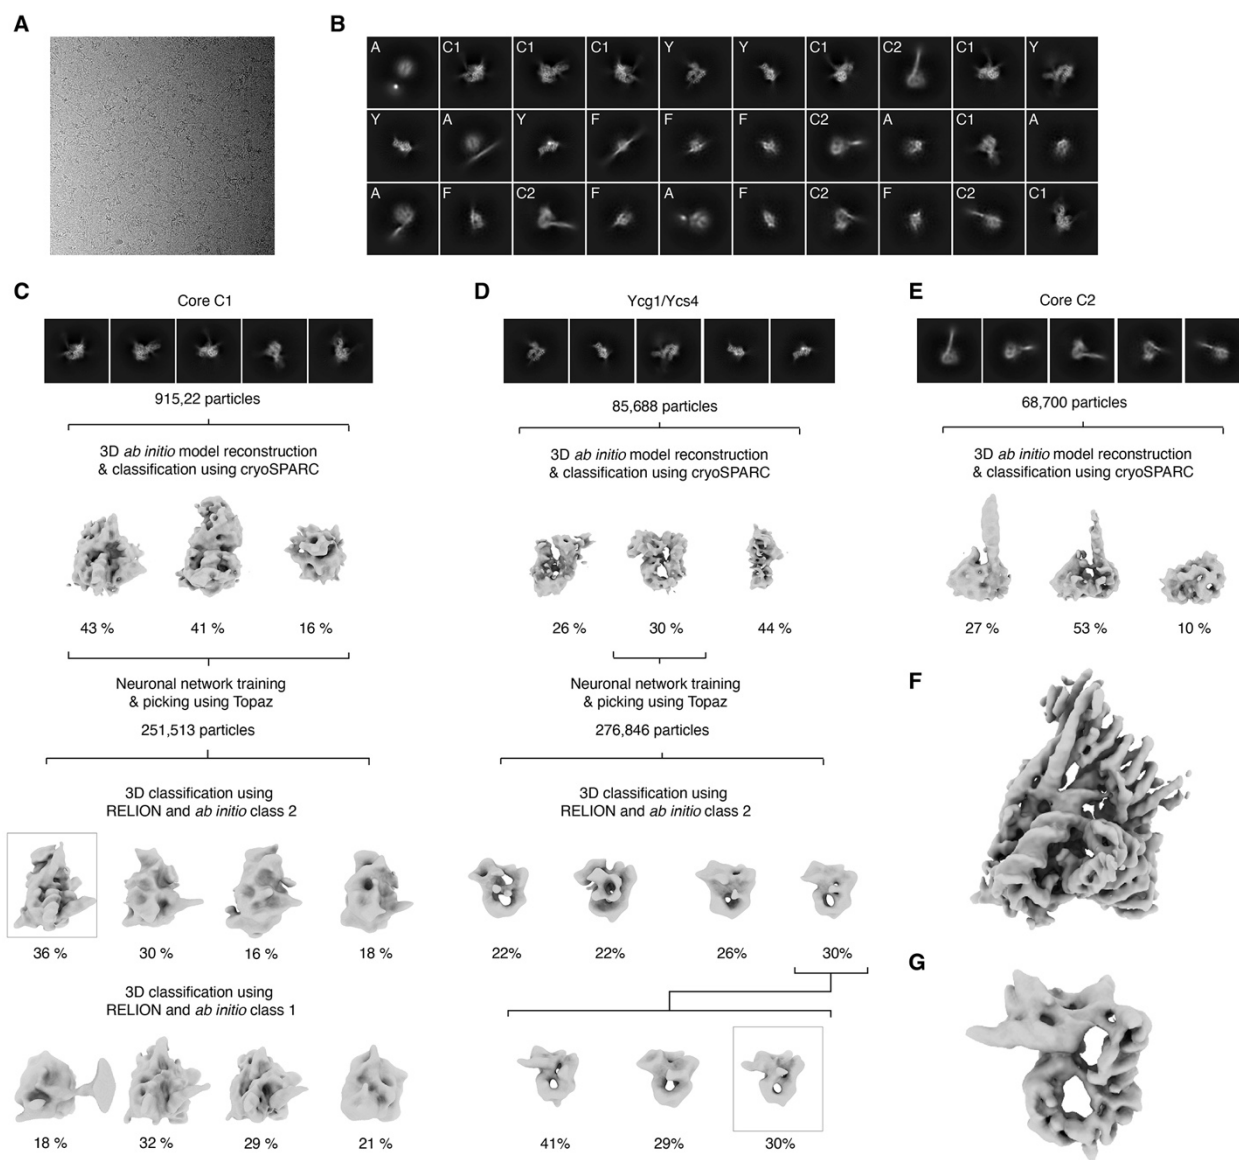 A
B
A C1 C1 C1 Y Y C1 C2 C1 Y
Y A Y F F F C2 A C1 A
A F C2 F A F C2 F C2 C1
C
Core C1
915,22 particles
3D ab initio model reconstruction
& classification using cryoSPARC
43 % 41 % 16 %
Neuronal network training
& picking using Topaz
251,513 particles
3D classification using
RELION and ab initio class 2
36 % 30 % 16 % 18 %
3D classification using
RELION and ab initio class 1
18 % 32 % 29 % 21 %
D
Ycg1/Ycs4
85,688 particles
3D ab initio model reconstruction
& classification using cryoSPARC
26 % 30 % 44 %
Neuronal network training
& picking using Topaz
276,846 particles
3D classification using
RELION and ab initio class 2
22% 22% 26% 30%
41% 29% 30%
E
Core C2
68,700 particles
3D ab initio model reconstruction
& classification using cryoSPARC
27 % 53 % 10 %
F
G